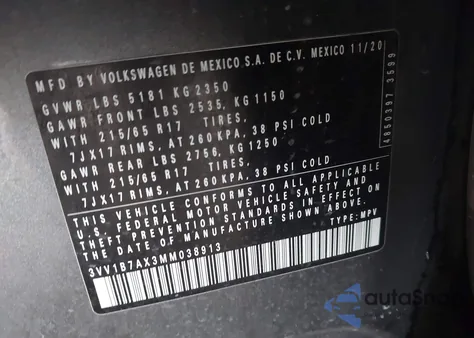 MFD BY VOLKSWAGEN DE MEXICO S.A. DE C.V. MEXICO 11/20
GVWR LBS 5181 KG 2350
GAWR FRONT LBS 2535, KG 1150
WITH 215/65 R17 TIRES,
7JX17 RIMS, AT 260 KPA, 38 PSI COLD
GAWR REAR LBS 2756, KG 1250
WITH 215/65 R17 TIRES,
7JX17 RIMS, AT 260 KPA, 38 PSI COLD
THIS VEHICLE CONFORMS TO ALL APPLICABLE
U.S. FEDERAL MOTOR VEHICLE SAFETY AND
THEFT PREVENTION STANDARDS IN EFFECT ON
THE DATE OF MANUFACTURE SHOWN ABOVE.
3VV1B7AX3MM038913
TYPE: MPV
4850397 3599